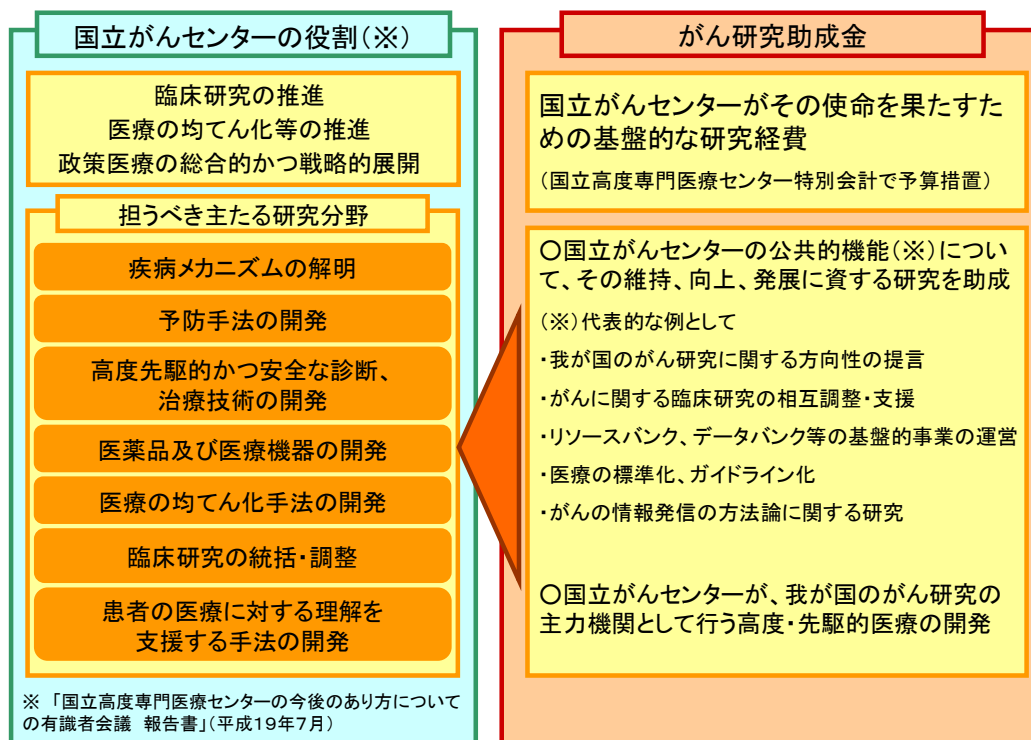 国立がんセンターの役割(※)
臨床研究の推進
医療の均てん化等の推進
政策医療の総合的かつ戦略的展開
担うべき主たる研究分野
疾病メカニズムの解明
予防手法の開発
高度先駆的かつ安全な診断、
治療技術の開発
医薬品及び医療機器の開発
医療の均てん化手法の開発
臨床研究の統括・調整
患者の医療に対する理解を
支援する手法の開発
※ 「国立高度専門医療センターの今後のあり方について
の有識者会議 報告書」(平成19年7月)
がん研究助成金
国立がんセンターがその使命を果たすた
めの基盤的な研究経費
(国立高度専門医療センター特別会計で予算措置)
○国立がんセンターの公共的機能(※)につい
て、その維持、向上、発展に資する研究を助成
(※)代表的な例として
・我が国のがん研究に関する方向性の提言
・がんに関する臨床研究の相互調整・支援
・リソースバンク、データバンク等の基盤的事業の運営
・医療の標準化、ガイドライン化
・がんの情報発信の方法論に関する研究
○国立がんセンターが、我が国のがん研究の
主力機関として行う高度・先駆的医療の開発